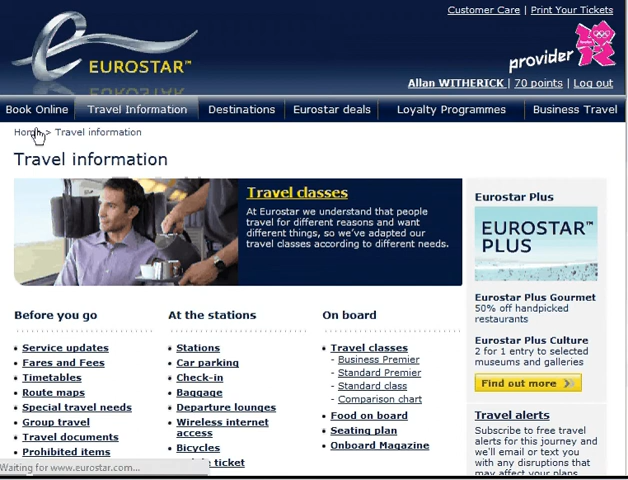 Customer Care | Print Your Tickets
EUROSTAR™
provider
Allan WITHERICK | 70 points | Log out
Book Online Travel Information Destinations Eurostar deals Loyalty Programmes Business Travel
Home > Travel information
Travel information
Travel classes
At Eurostar we understand that people
travel for different reasons and want
different things, so we've adapted our
travel classes according to different needs.
Eurostar Plus
EUROSTAR™
PLUS
Eurostar Plus Gourmet
50% off handpicked
restaurants
Eurostar Plus Culture
2 for 1 entry to selected
museums and galleries
Find out more
Travel alerts
Subscribe to free travel
alerts for this journey and
we'll email or text you
with any disruptions that
may affect your plans
Before you go
Service updates
Fares and Fees
Timetables
Route maps
Special travel needs
Group travel
Travel documents
Prohibited items
At the stations
Stations
Car parking
Check-in
Baggage
Departure lounges
Wireless internet
access
Bicycles
ticket
On board
Travel classes
- Business Premier
- Standard Premier
- Standard class
- Comparison chart
Food on board
Seating plan
Onboard Magazine
Waiting for www.eurostar.com...